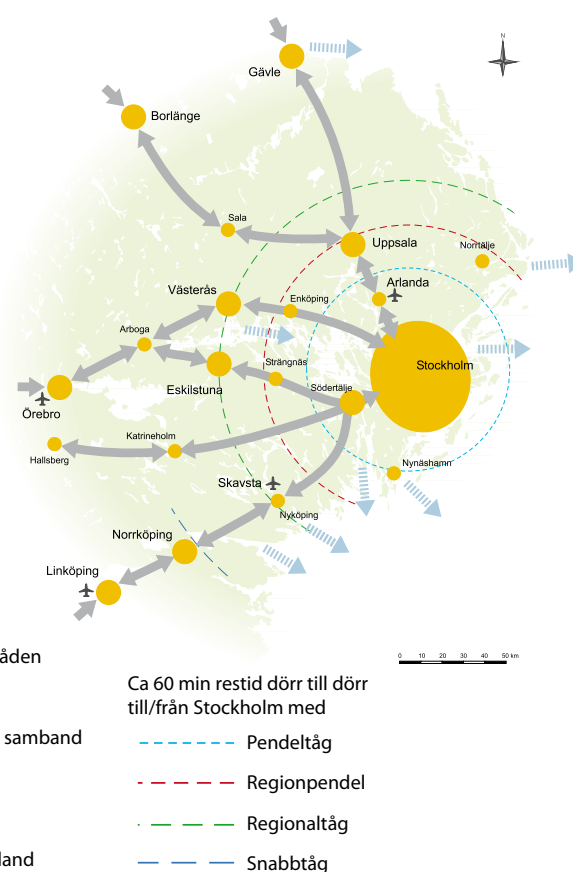 N
Gävle
Borlänge
Sala
Uppsala
Norrtälje
Arlanda
Västerås
Enköping
Arboga
Stockholm
Strängnäs
Eskilstuna
Södertälje
Örebro
Katrineholm
Hallsberg
Nynäshamn
Skavsta
Nyköping
Norrköping
Linköping
0 10 20 30 40 50 km
åden
Ca 60 min restid dörr till dörr
till/från Stockholm med
samband
Pendeltåg
Regionpendel
Regionaltåg
land
Snabbtåg